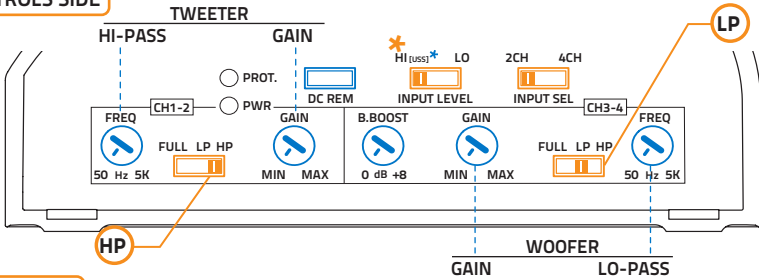 TWEETER
HI-PASS GAIN
LP
HI [USS]* LO 2CH 4CH
PROT.
DC REM INPUT LEVEL INPUT SEL
CH1-2 PWR CH3-4
FREQ GAIN B.BOOST GAIN FREQ
FULL LP HP FULL LP HP
50 Hz 5K MIN MAX 0 dB +8 MIN MAX 50 Hz 5K
HP
WOOFER
GAIN LO-PASS